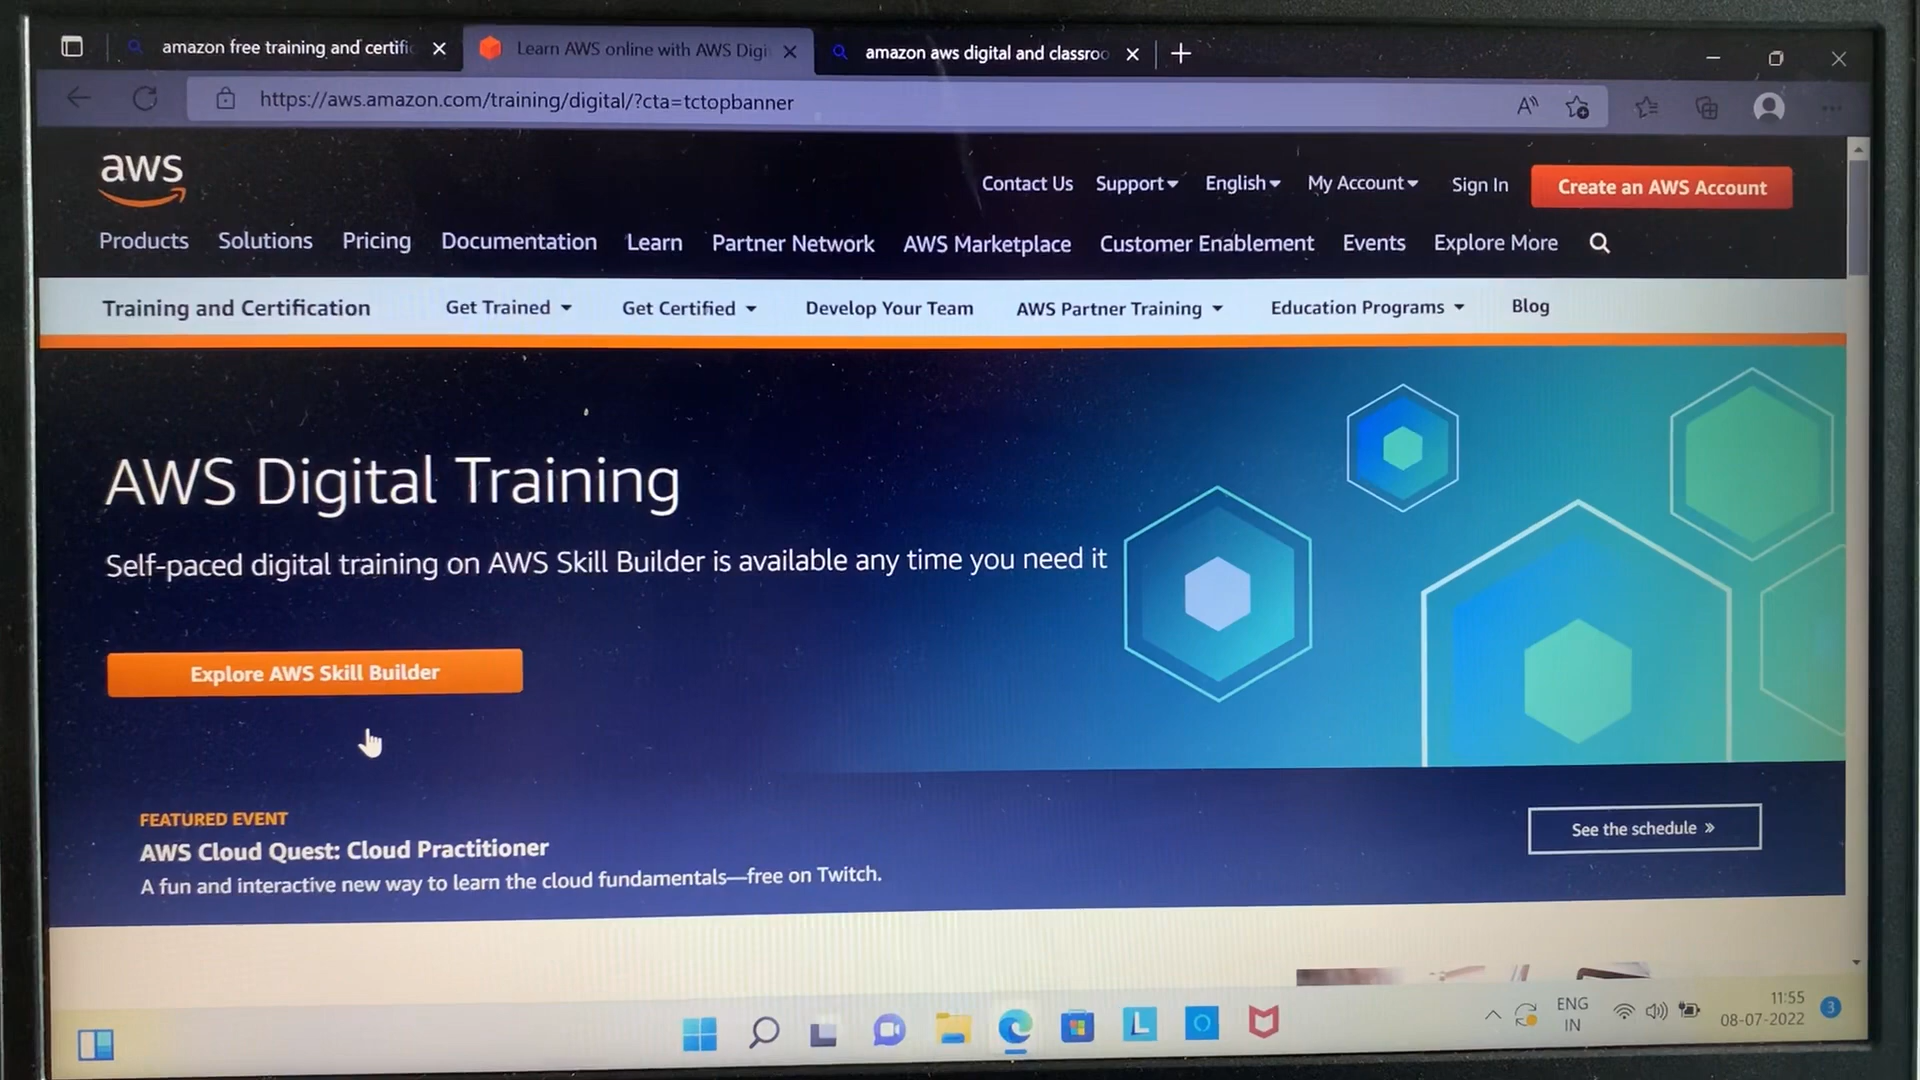 amazon free training and certific
Learn AWS online with AWS Digi
amazon aws digital and classroo
https://aws.amazon.com/training/digital/?cta=tctopbanner
aws
Contact Us Support English My Account Sign In Create an AWS Account
Products Solutions Pricing Documentation Learn Partner Network AWS Marketplace Customer Enablement Events Explore More
Training and Certification Get Trained Get Certified Develop Your Team AWS Partner Training Education Programs Blog
AWS Digital Training
Self-paced digital training on AWS Skill Builder is available any time you need it
Explore AWS Skill Builder
FEATURED EVENT
AWS Cloud Quest: Cloud Practitioner
A fun and interactive new way to learn the cloud fundamentals—free on Twitch.
See the schedule »
ENG
IN
11:55
08-07-2022
3